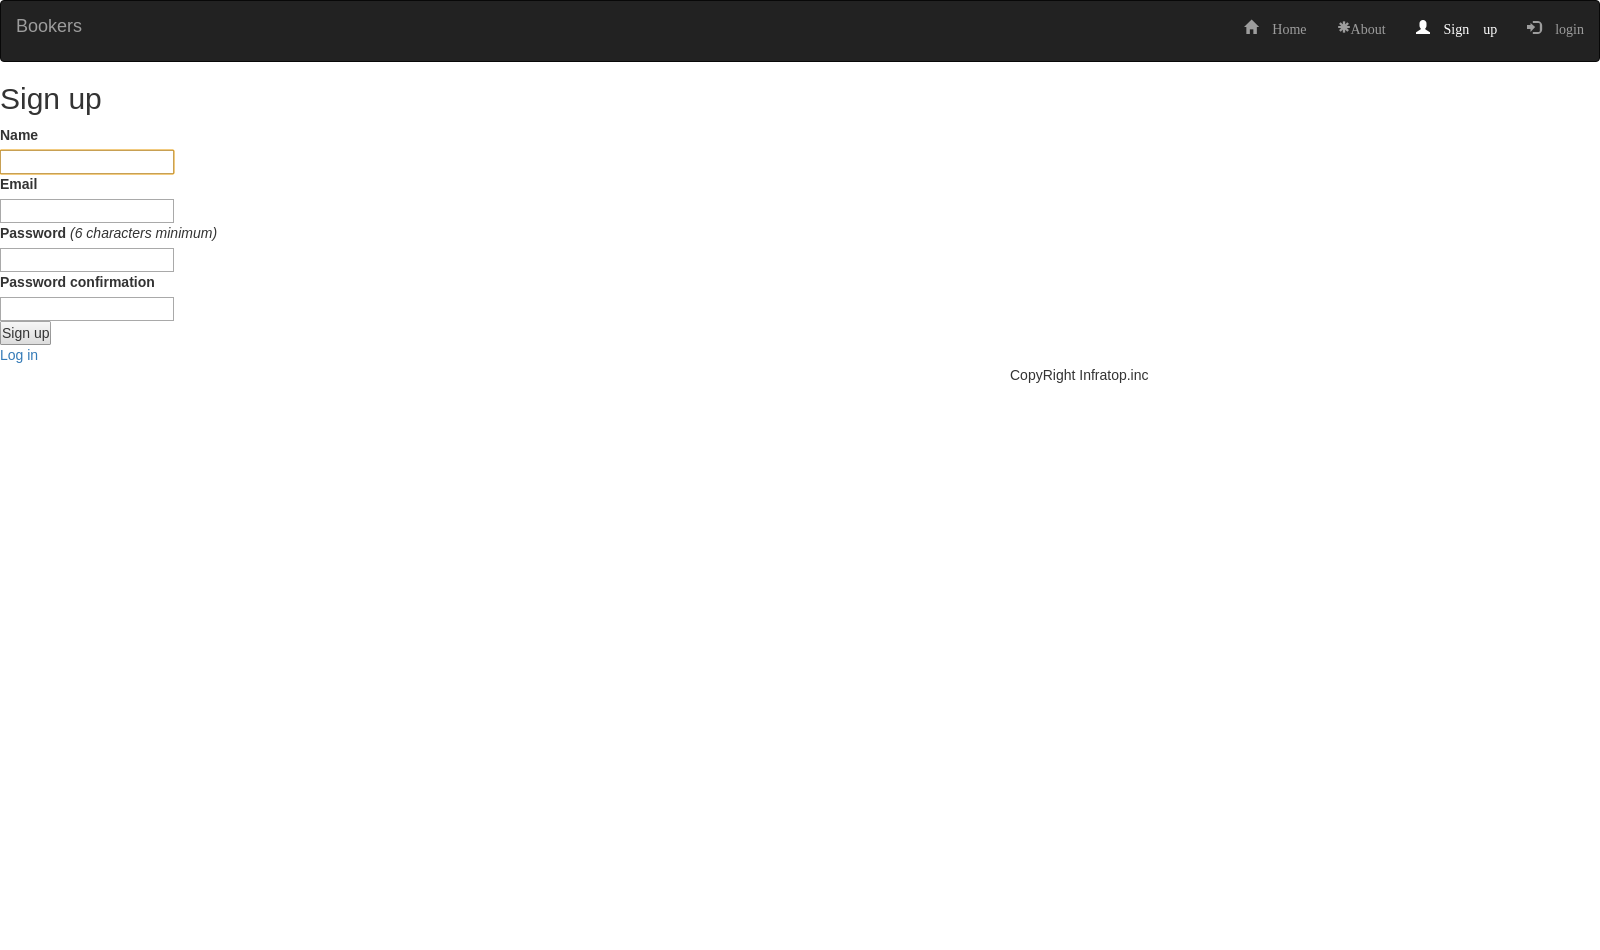 Bookers Home About Sign up login
Sign up
Name
Email
Password (6 characters minimum)
Password confirmation
Sign up
Log in
CopyRight Infratop.inc